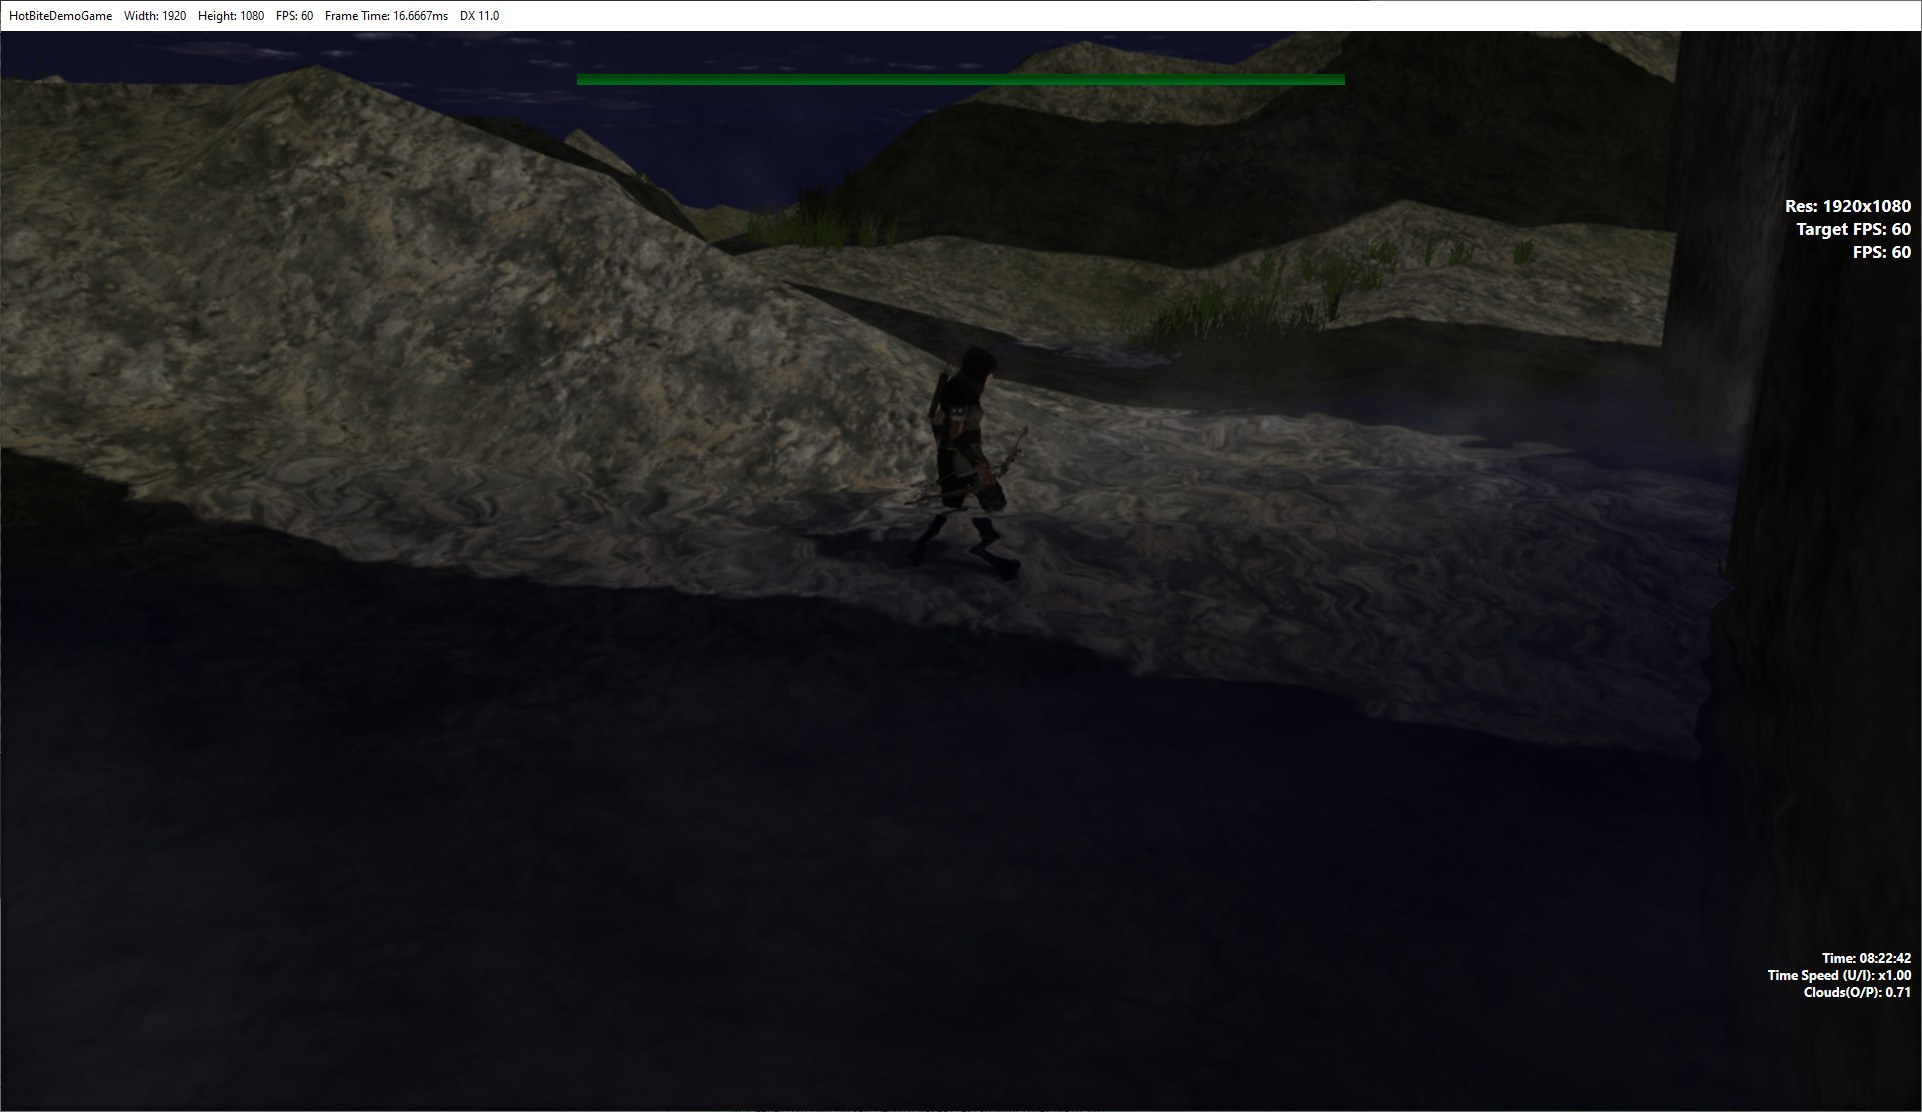 HotBiteDemoGame Width: 1920 Height: 1080 FPS: 60 Frame Time: 16.6667ms DX 11.0
Res: 1920x1080
Target FPS: 60
FPS: 60
Time: 08:22:42
Time Speed (U/I): x1.00
Clouds(O/P): 0.71